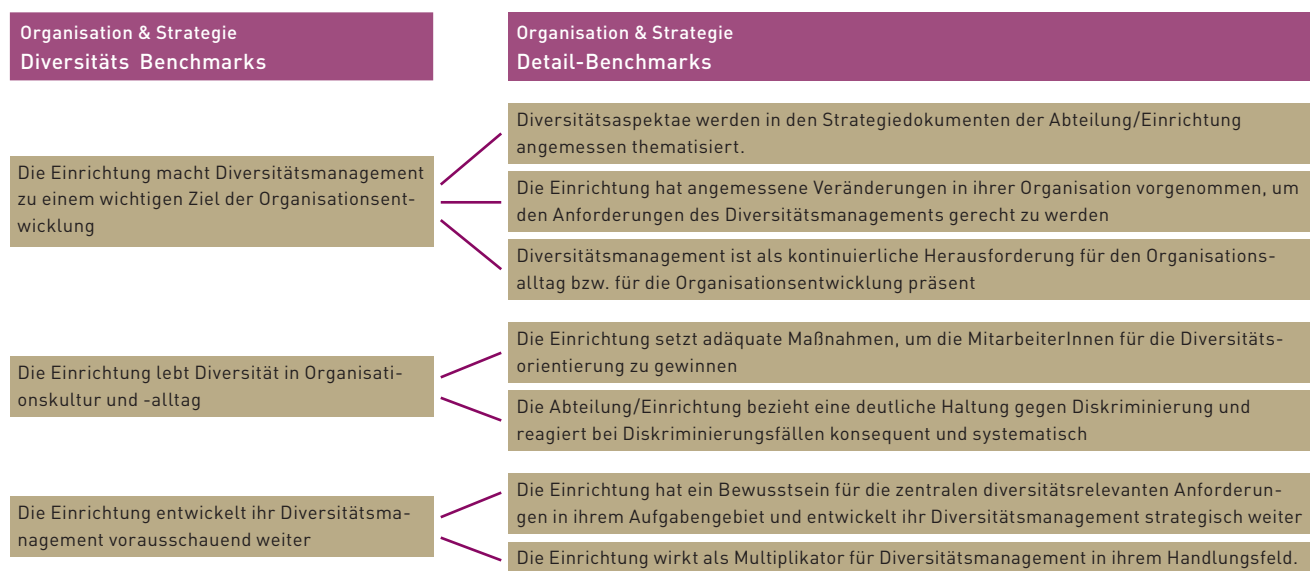 Organisation & Strategie
Diversitäts Benchmarks
Organisation & Strategie
Detail-Benchmarks
Die Einrichtung macht Diversitätsmanagement
zu einem wichtigen Ziel der Organisationsent-
wicklung
Diversitätsaspektae werden in den Strategiedokumenten der Abteilung/Einrichtung
angemessen thematisiert.
Die Einrichtung hat angemessene Veränderungen in ihrer Organisation vorgenommen, um
den Anforderungen des Diversitätsmanagements gerecht zu werden
Diversitätsmanagement ist als kontinuierliche Herausforderung für den Organisations-
alltag bzw. für die Organisationsentwicklung präsent
Die Einrichtung lebt Diversität in Organisati-
onskultur und -alltag
Die Einrichtung setzt adäquate Maßnahmen, um die MitarbeiterInnen für die Diversitäts-
orientierung zu gewinnen
Die Abteilung/Einrichtung bezieht eine deutliche Haltung gegen Diskriminierung und
reagiert bei Diskriminierungsfällen konsequent und systematisch
Die Einrichtung entwickelt ihr Diversitätsma-
nagement vorausschauend weiter
Die Einrichtung hat ein Bewusstsein für die zentralen diversitätsrelevanten Anforderun-
gen in ihrem Aufgabengebiet und entwickelt ihr Diversitätsmanagement strategisch weiter
Die Einrichtung wirkt als Multiplikator für Diversitätsmanagement in ihrem Handlungsfeld.